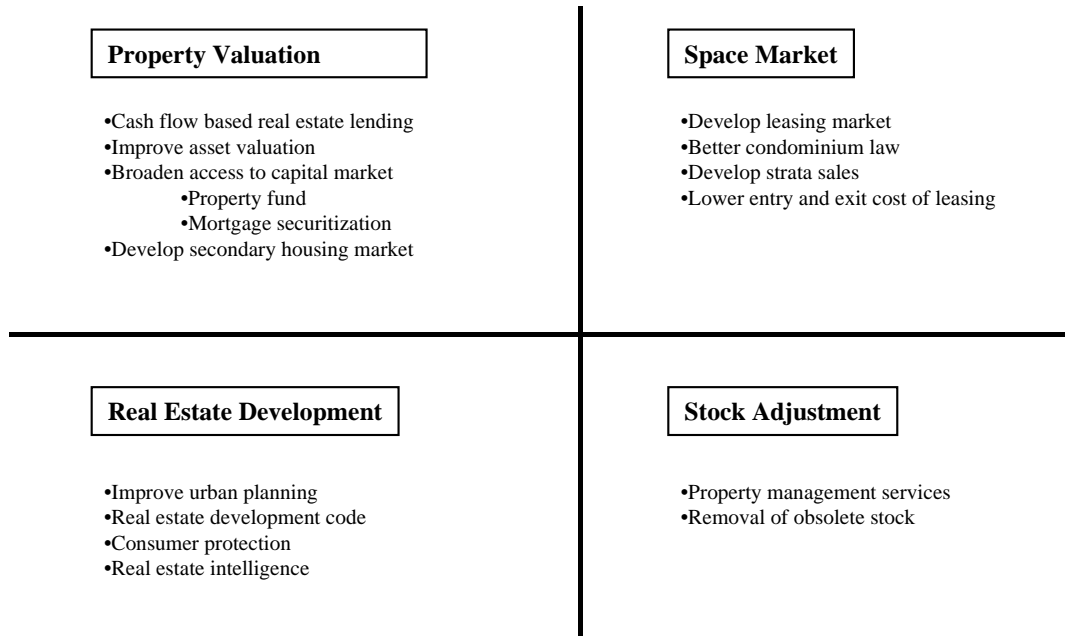 Property Valuation
•Cash flow based real estate lending
•Improve asset valuation
•Broaden access to capital market
•Property fund
•Mortgage securitization
•Develop secondary housing market
Space Market
•Develop leasing market
•Better condominium law
•Develop strata sales
•Lower entry and exit cost of leasing
Real Estate Development
•Improve urban planning
•Real estate development code
•Consumer protection
•Real estate intelligence
Stock Adjustment
•Property management services
•Removal of obsolete stock